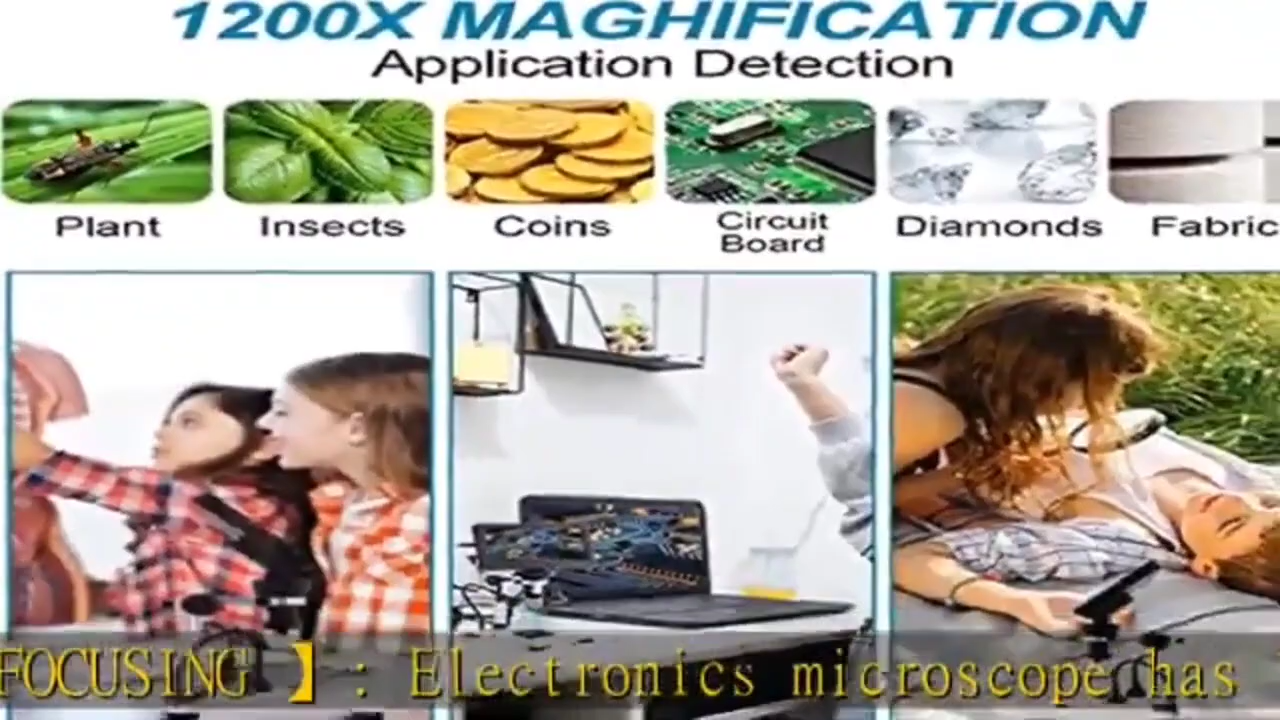 1200X MAGHIFICATION
Application Detection
Plant
Insects
Coins
Circuit
Board
Diamonds
Fabric
FOCUSING 】 : Electronics microscope has